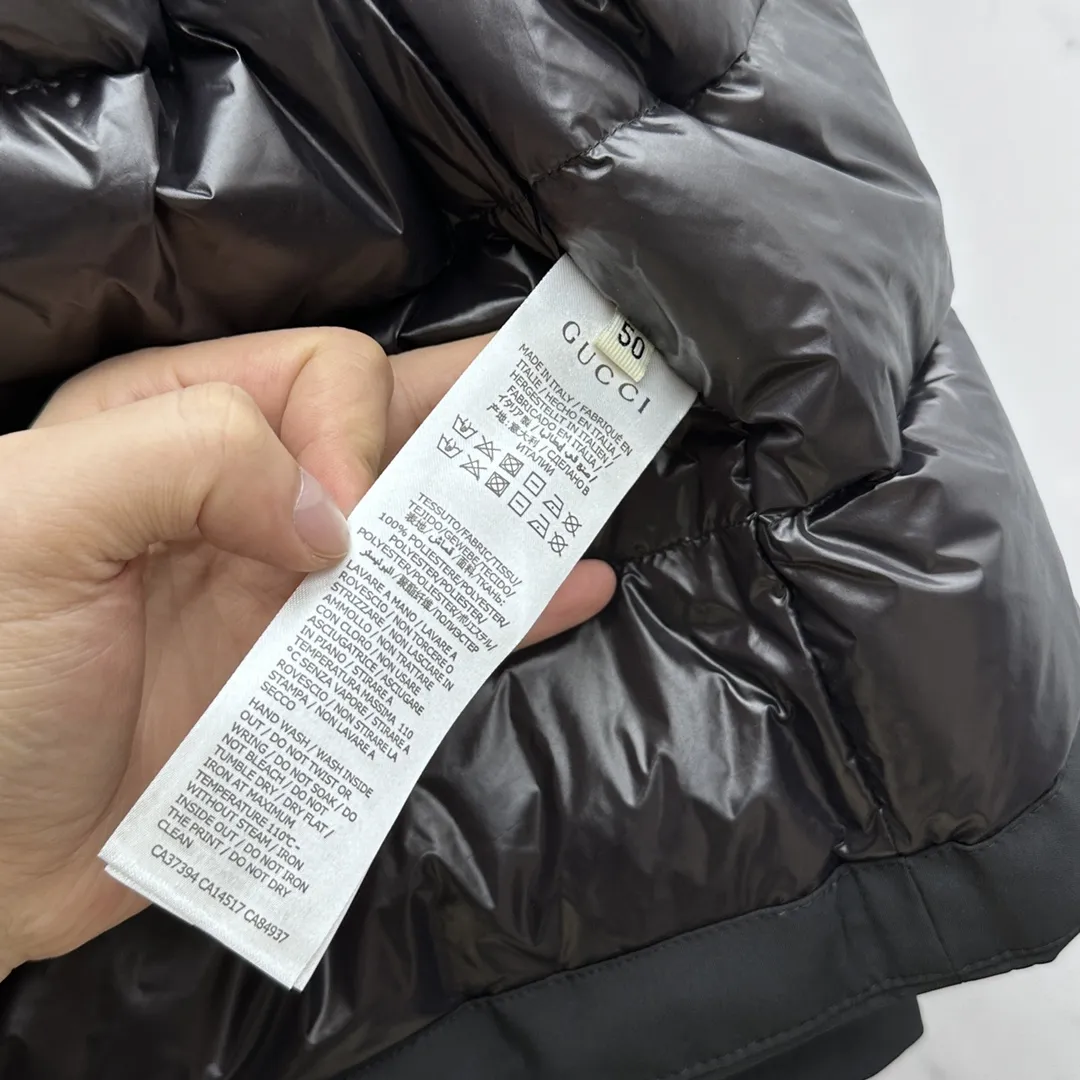 50
GUCCI
MADE IN ITALY / FABRIQUÉ EN
ITALIE / HECHO EN ITALIA/
HERGESTELLT IN ITALIEN/
FABRICADO EM ITALIA/
イタリア製 / صنع في إيطاليا /
产地: 意大利 / СДЕЛАНО В
ИТАЛИИ
TESSUTO/FABRIC/TISSU/
TEJIDO/GEWEBE/TECIDO/
表地/ قماش /面料/ТКАНЬ:
100% POLIESTERE/POLYESTER/
POLYESTER/POLIESTER/
POLYESTER/POLIÉSTER/ポリエステル/
البوليستر /聚酯纤维/ПОЛИЭСТЕР
LAVARE A MANO / LAVARE A
ROVESCIO / NON TORCERE O
STRIZZARE / NON LASCIARE IN
AMMOLLO / NON TRATTARE
CON CLORO / NON USARE
ASCIUGATRICE / ASCIUGARE
IN PIANO / STIRARE A
TEMPERATURA MASSIMA 110
°C SENZA VAPORE / STIRARE A
ROVESCIO / NON STIRARE LA
STAMPA / NON LAVARE A
SECCO
HAND WASH / WASH INSIDE
OUT / DO NOT TWIST OR
WRING / DO NOT SOAK / DO
NOT BLEACH / DO NOT
TUMBLE DRY / DRY FLAT /
IRON AT MAXIMUM
TEMPERATURE 110°C-
WITHOUT STEAM / IRON
INSIDE OUT / DO NOT IRON
THE PRINT / DO NOT DRY
CLEAN
CA37394 CA14517 CA84937